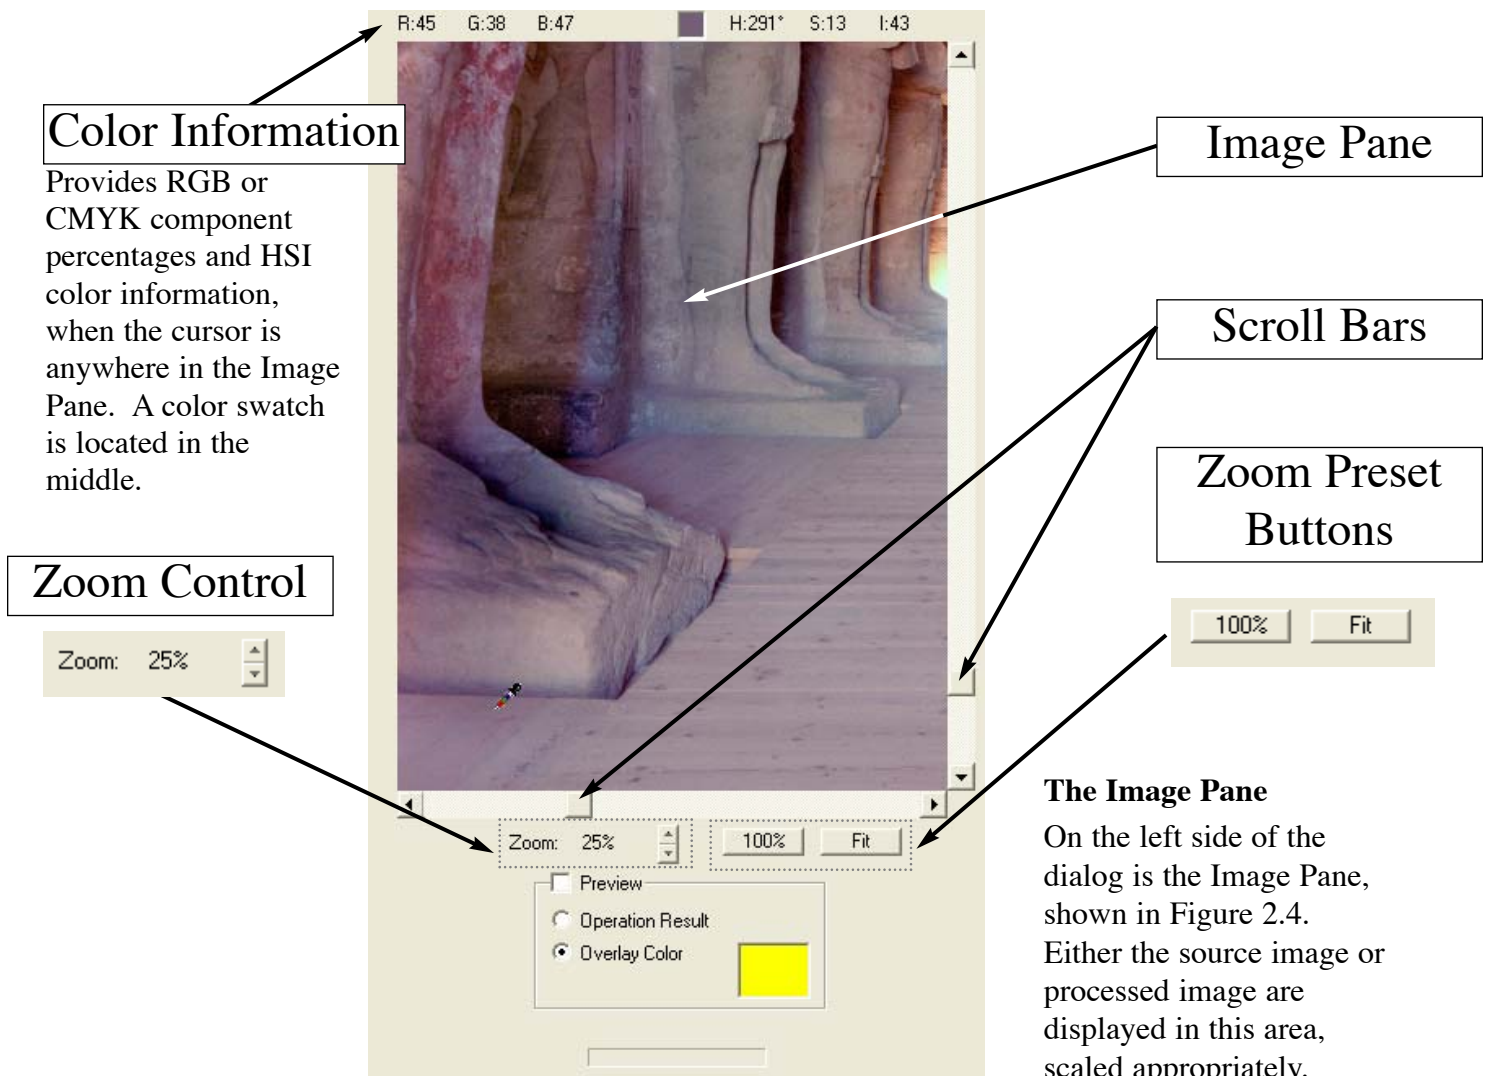 R:45 G:38 B:47 H:291° S:13 I:43
Color Information
Provides RGB or
CMYK component
percentages and HSI
color information,
when the cursor is
anywhere in the Image
Pane. A color swatch
is located in the
middle.
Zoom Control
Zoom: 25%
Image Pane
Scroll Bars
Zoom Preset
Buttons
100% Fit
Zoom: 25% 100% Fit
Preview
Operation Result
Overlay Color
The Image Pane
On the left side of the
dialog is the Image Pane,
shown in Figure 2.4.
Either the source image or
processed image are
displayed in this area,
scaled appropriately.